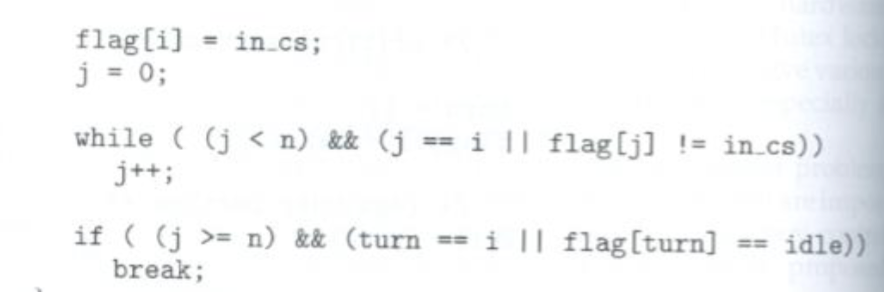 flag[i] = in_cs;
j = 0;
while ( (j < n) && (j == i || flag[j] != in_cs))
j++;
if ( (j >= n) && (turn == i || flag[turn] == idle))
break;